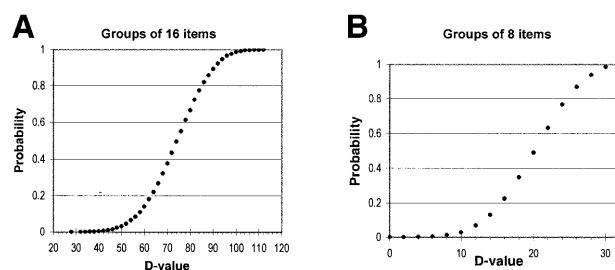 A
Groups of 16 items
Probability
1
0.8
0.6
0.4
0.2
0
20 30 40 50 60 70 80 90 100 110 120
D-value
B
Groups of 8 items
Probability
1
0.8
0.6
0.4
0.2
0
0 10 20 30
D-value